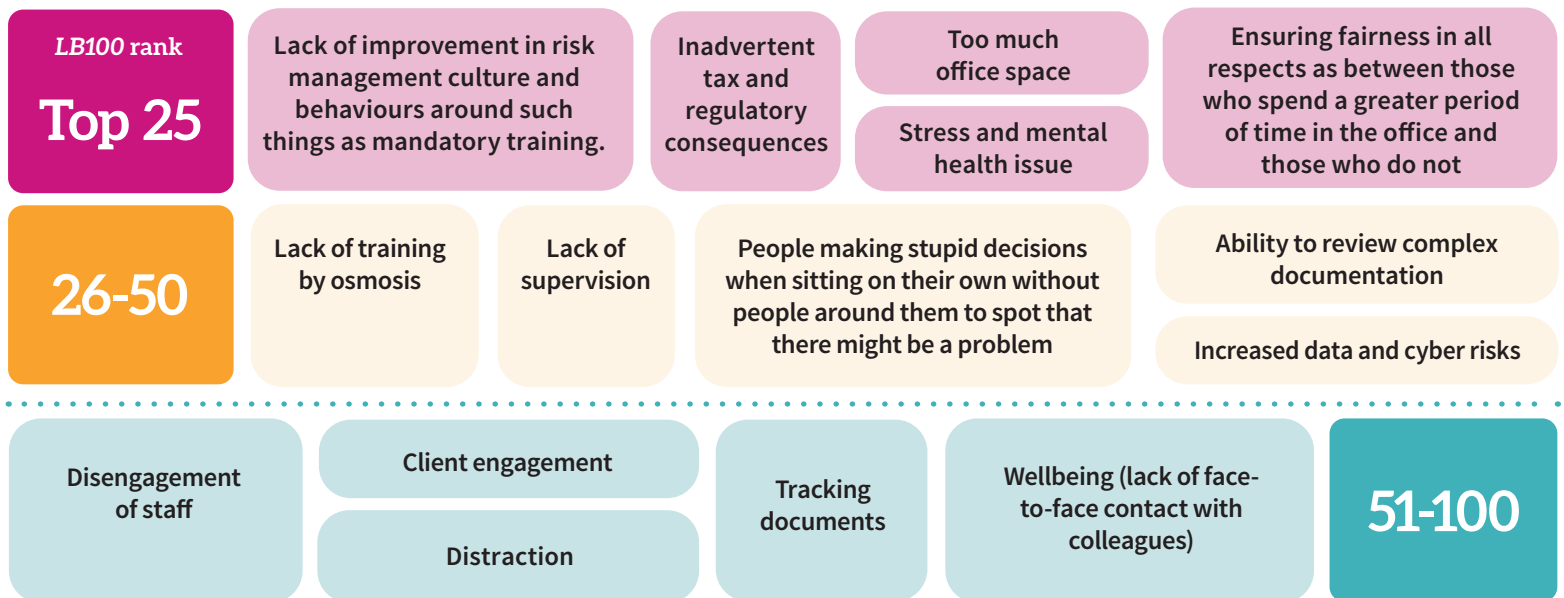 LB100 rank
Top 25
Lack of improvement in risk
management culture and
behaviours around such
things as mandatory training.
Inadvertent
tax and
regulatory
consequences
Too much
office space
Stress and mental
health issue
Ensuring fairness in all
respects as between those
who spend a greater period
of time in the office and
those who do not
26-50
Lack of training
by osmosis
Lack of
supervision
People making stupid decisions
when sitting on their own without
people around them to spot that
there might be a problem
Ability to review complex
documentation
Increased data and cyber risks
Disengagement
of staff
Client engagement
Distraction
Tracking
documents
Wellbeing (lack of face-
to-face contact with
colleagues)
51-100